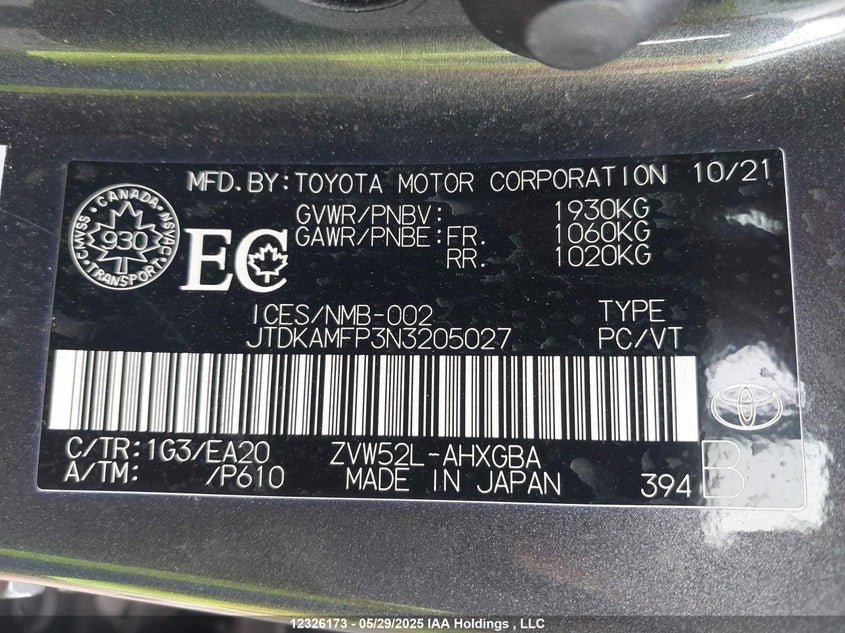 MFD.BY:TOYOTA MOTOR CORPORATION 10/21
GVWR/PNBV: 1930KG
GAWR/PNBE:FR. 1060KG
RR. 1020KG
CANADA
CMVSS 930 NSVAC
TRANSPORT
EC
ICES/NMB-002 TYPE
JTDKAMFP3N3205027 PC/VT
C/TR:1G3/EA20 ZVW52L-AHXGBA
A/TM: /P610 MADE IN JAPAN 394 B
12326173 - 05/29/2025 IAA Holdings , LLC